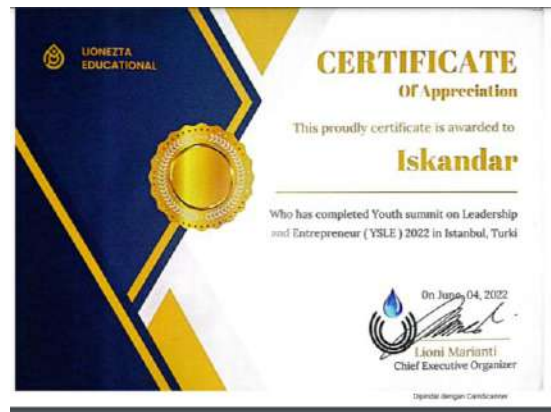 LIONEZTA
EDUCATIONAL
CERTIFICATE
Of Appreciation
This proudly certificate is awarded to
Iskandar
Who has completed Youth summit on Leadership
and Entrepreneur ( YSLE ) 2022 in Istanbul, Turki
On June, 04, 2022
Lioni Marianti
Chief Executive Organizer
Dipindai dengan CamScanner